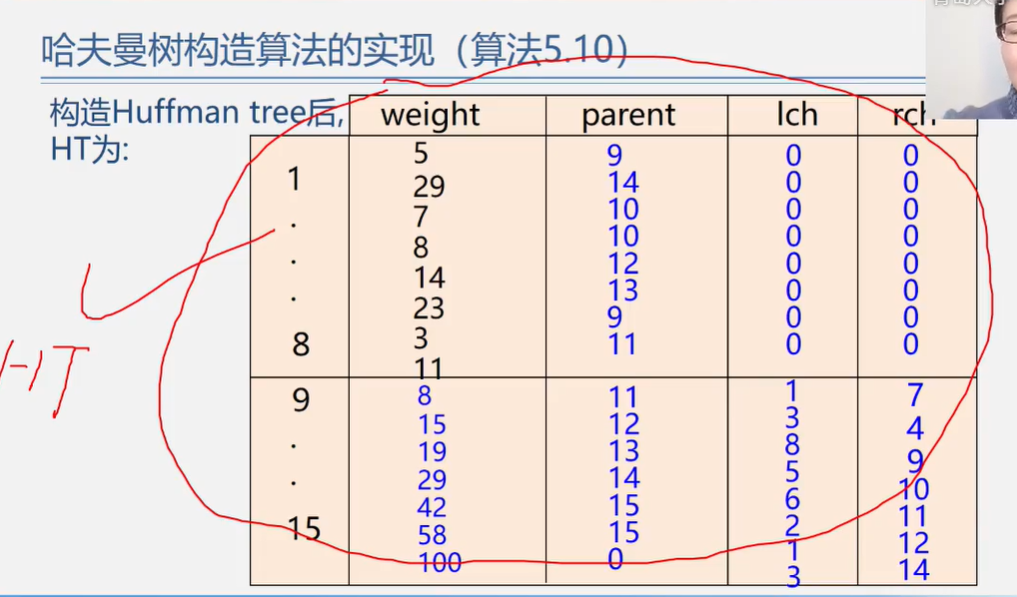 哈夫曼树构造算法的实现（算法5.10）
构造Huffman tree后,
HT为:
weight parent lch rch
1 5 9 0 0
. 29 14 0 0
. 7 10 0 0
. 8 10 0 0
14 12 0 0
23 13 0 0
3 9 0 0
8 11 11 0 0
9 8 11 1 7
. 15 12 3 4
. 19 13 8 9
29 14 5 10
42 15 6 11
58 15 2 12
15 100 0 13 14
HT